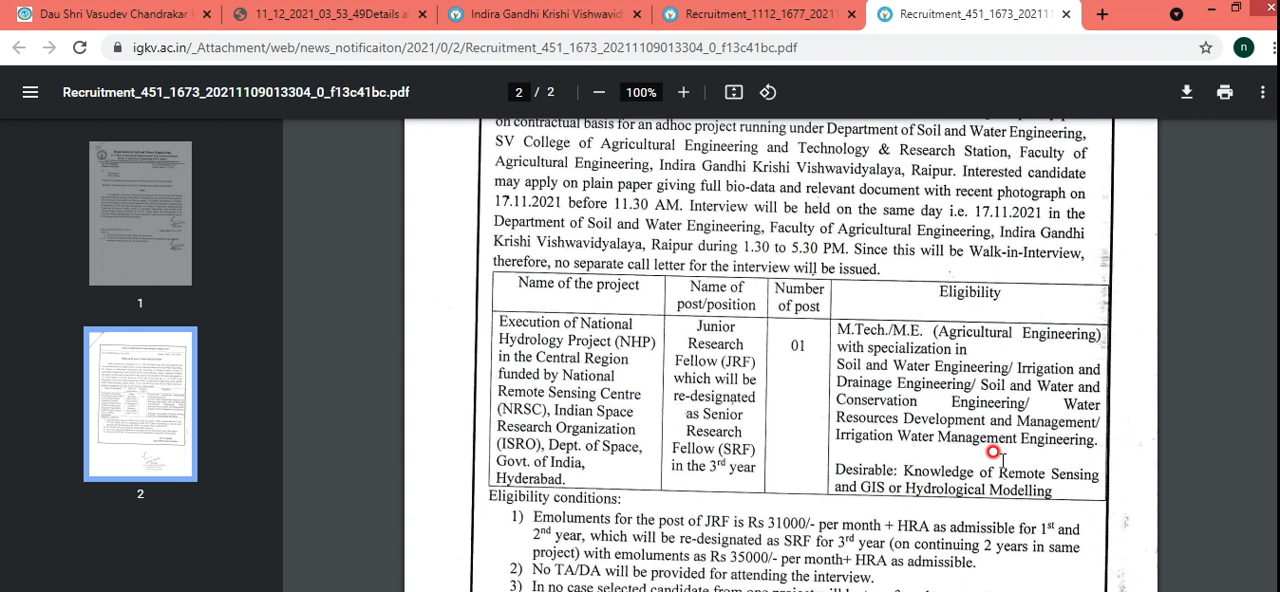 Dau Shri Vasudev Chandrakar
11_12_2021_03_53_49Details a
Indira Gandhi Krishi Vishwavid
Recruitment_1112_1677_2021
Recruitment_451_1673_202111
igkv.ac.in/_Attachment/web/news_notificaiton/2021/0/2/Recruitment_451_1673_20211109013304_0_f13c41bc.pdf
n
Recruitment_451_1673_20211109013304_0_f13c41bc.pdf
2 / 2
100%
1
2
on contractual basis for an adhoc project running under Department of Soil and Water Engineering,
SV College of Agricultural Engineering and Technology & Research Station, Faculty of
Agricultural Engineering, Indira Gandhi Krishi Vishwavidyalaya, Raipur. Interested candidate
may apply on plain paper giving full bio-data and relevant document with recent photograph on
17.11.2021 before 11.30 AM. Interview will be held on the same day i.e. 17.11.2021 in the
Department of Soil and Water Engineering, Faculty of Agricultural Engineering, Indira Gandhi
Krishi Vishwavidyalaya, Raipur during 1.30 to 5.30 PM. Since this will be Walk-in-Interview,
therefore, no separate call letter for the interview will be issued.
Name of the project
Name of
post/position
Number
of post
Eligibility
Execution of National
Hydrology Project (NHP)
in the Central Region
funded by National
Remote Sensing Centre
(NRSC), Indian Space
Research Organization
(ISRO), Dept. of Space,
Govt. of India,
Hyderabad.
Junior
Research
Fellow (JRF)
which will be
re-designated
as Senior
Research
Fellow (SRF)
in the 3rd year
01
M.Tech./M.E. (Agricultural Engineering)
with specialization in
Soil and Water Engineering/ Irrigation and
Drainage Engineering/ Soil and Water and
Conservation Engineering/ Water
Resources Development and Management/
Irrigation Water Management Engineering.
Desirable: Knowledge of Remote Sensing
and GIS or Hydrological Modelling
Eligibility conditions:
1) Emoluments for the post of JRF is Rs 31000/- per month + HRA as admissible for 1st and
2nd year, which will be re-designated as SRF for 3rd year (on continuing 2 years in same
project) with emoluments as Rs 35000/- per month+ HRA as admissible.
2) No TA/DA will be provided for attending the interview.
3) In no case selected candidate from one project will